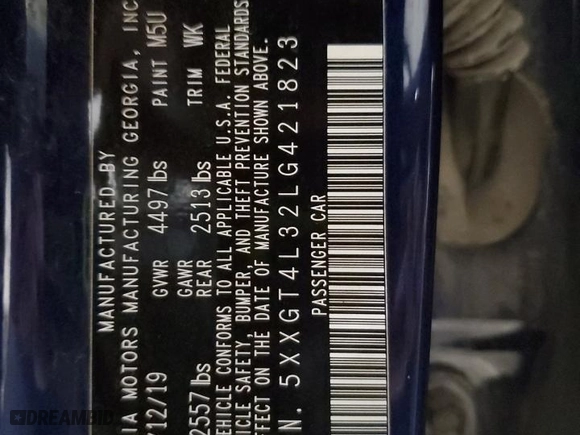 MANUFACTURED BY
IA MOTORS MANUFACTURING GEORGIA, INC
/12/19 GVWR 4497 lbs PAINT M5U
2557 lbs GAWR REAR 2513 lbs TRIM WK
EHICLE CONFORMS TO ALL APPLICABLE U.S.A. FEDERAL
ICLE SAFETY, BUMPER, AND THEFT PREVENTION STANDARDS
EFFECT ON THE DATE OF MANUFACTURE SHOWN ABOVE.
N. 5XXGT4L32LG421823
PASSENGER CAR
DREAMBID